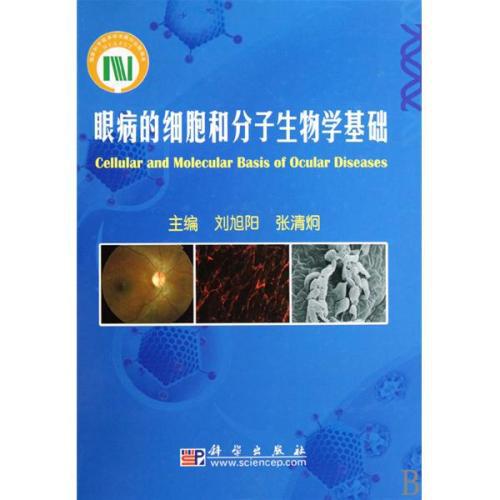 眼病的细胞和分子生物学基础
Cellular and Molecular Basis of Ocular Diseases
主编 刘旭阳 张清炯
科学出版社
www.sciencep.com
B